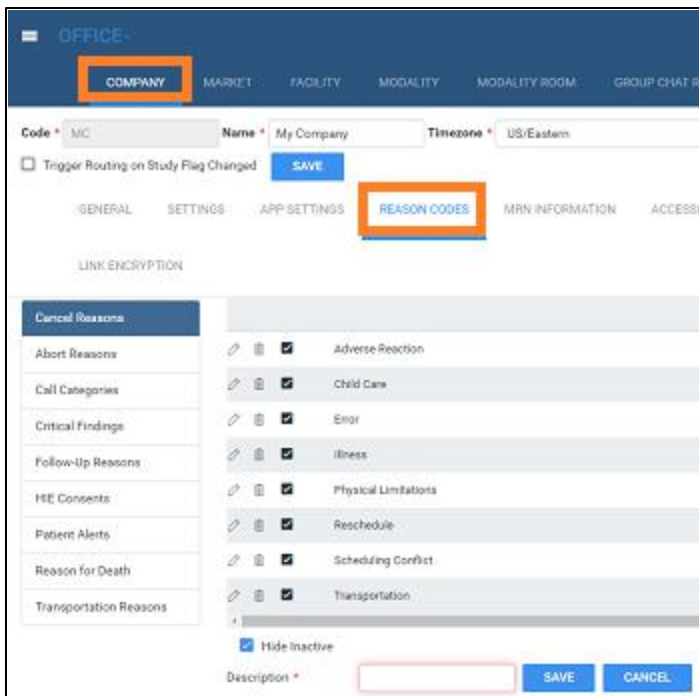 OFFICE
COMPANY MARKET FACILITY MODALITY MODALITY ROOM GROUP CHAT R
Code * MC Name * My Company Timezone * US/Eastern
Trigger Routing on Study Flag Changed SAVE
GENERAL SETTINGS APP SETTINGS REASON CODES MRN INFORMATION ACCESS
LINK ENCRYPTION
Cancel Reasons
Abort Reasons Adverse Reaction
Call Categories Child Care
Critical Findings Error
Follow-Up Reasons Illness
HIE Consents Physical Limitations
Patient Alerts Reschedule
Reason for Death Scheduling Conflict
Transportation Reasons Transportation
Hide Inactive
Description * SAVE CANCEL